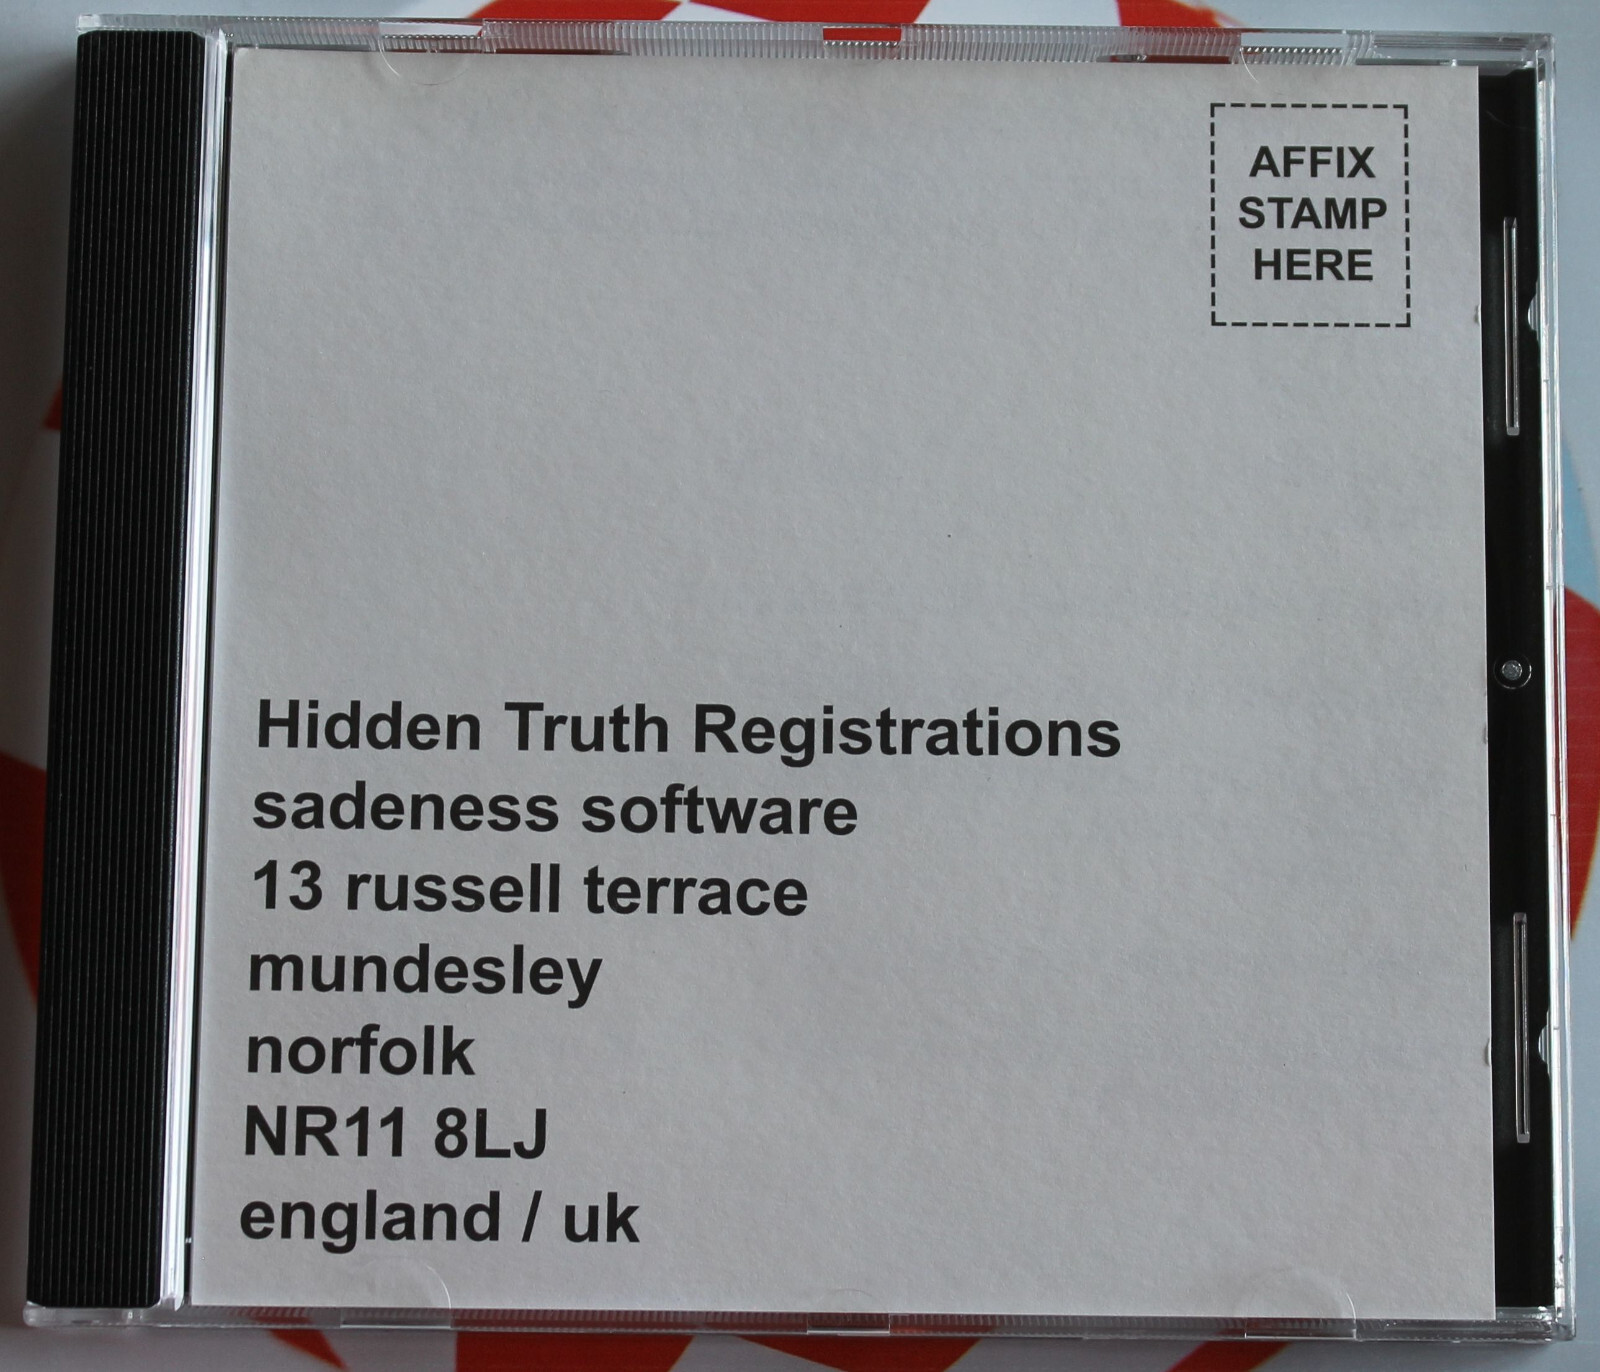 AFFIX
STAMP
HERE
Hidden Truth Registrations
sadeness software
13 russell terrace
mundesley
norfolk
NR11 8LJ
england / uk